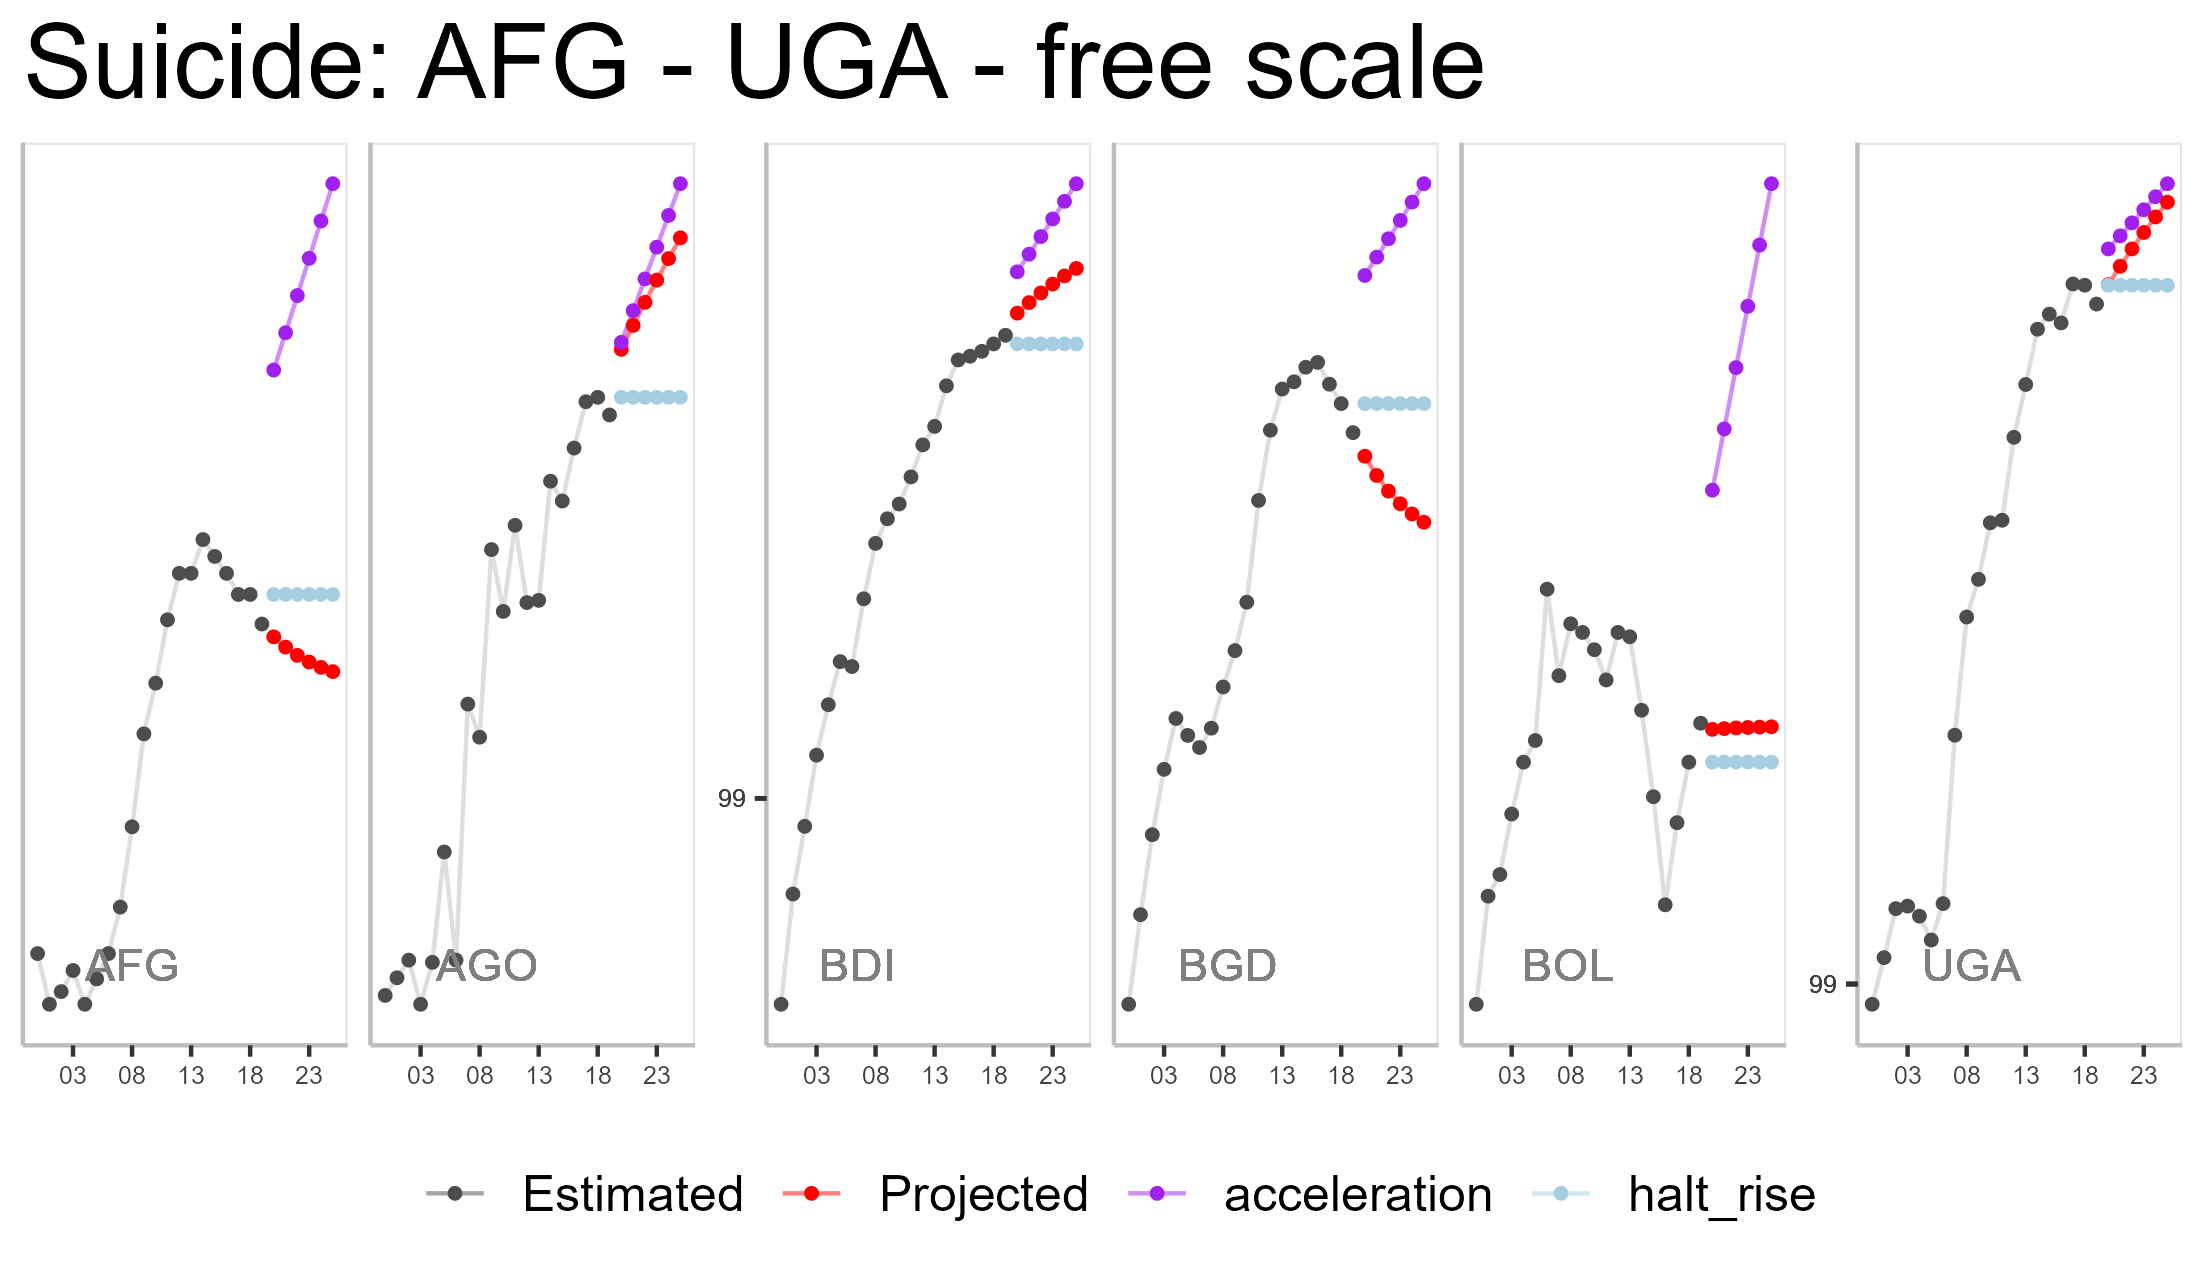 Suicide: AFG - UGA - free scale
99
99
AFG
AGO
BDI
BGD
BOL
UGA
03 08 13 18 23
03 08 13 18 23
03 08 13 18 23
03 08 13 18 23
03 08 13 18 23
03 08 13 18 23
Estimated Projected acceleration halt_rise